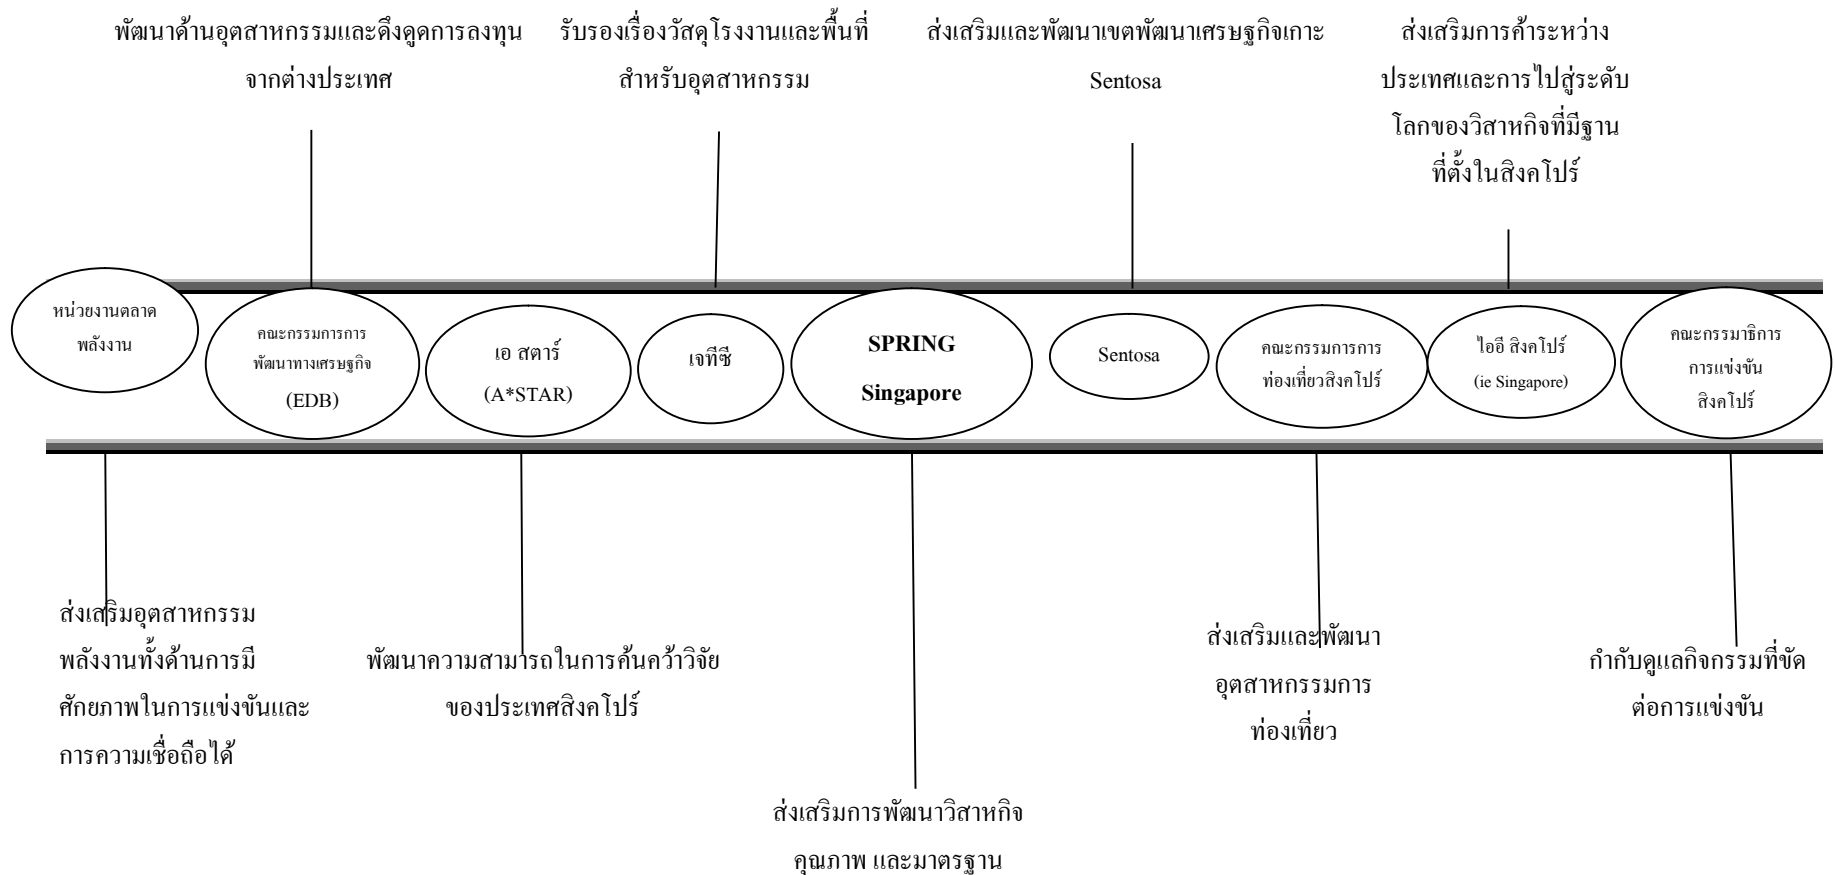 พัฒนาด้านอุตสาหกรรมและดึงดูดการลงทุน
จากต่างประเทศ
รับรองเรื่องวัสดุโรงงานและพื้นที่
สำหรับอุตสาหกรรม
ส่งเสริมและพัฒนาเขตพัฒนาเศรษฐกิจเกาะ
Sentosa
ส่งเสริมการค้าระหว่าง
ประเทศและการไปสู่ระดับ
โลกของวิสาหกิจที่มีฐาน
ที่ตั้งในสิงคโปร์
หน่วยงานตลาด
พลังงาน
คณะกรรมการการ
พัฒนาทางเศรษฐกิจ
(EDB)
เอ สตาร์
(A*STAR)
เจทีซี
SPRING
Singapore
Sentosa
คณะกรรมการการ
ท่องเที่ยวสิงคโปร์
ไออี สิงคโปร์
(ie Singapore)
คณะกรรมาธิการ
การแข่งขัน
สิงคโปร์
ส่งเสริมอุตสาหกรรม
พลังงานทั้งด้านการมี
ศักยภาพในการแข่งขันและ
การความเชื่อถือได้
พัฒนาความสามารถในการค้นคว้าวิจัย
ของประเทศสิงคโปร์
ส่งเสริมการพัฒนาวิสาหกิจ
คุณภาพ และมาตรฐาน
ส่งเสริมและพัฒนา
อุตสาหกรรมการ
ท่องเที่ยว
กำกับดูแลกิจกรรมที่ขัด
ต่อการแข่งขัน